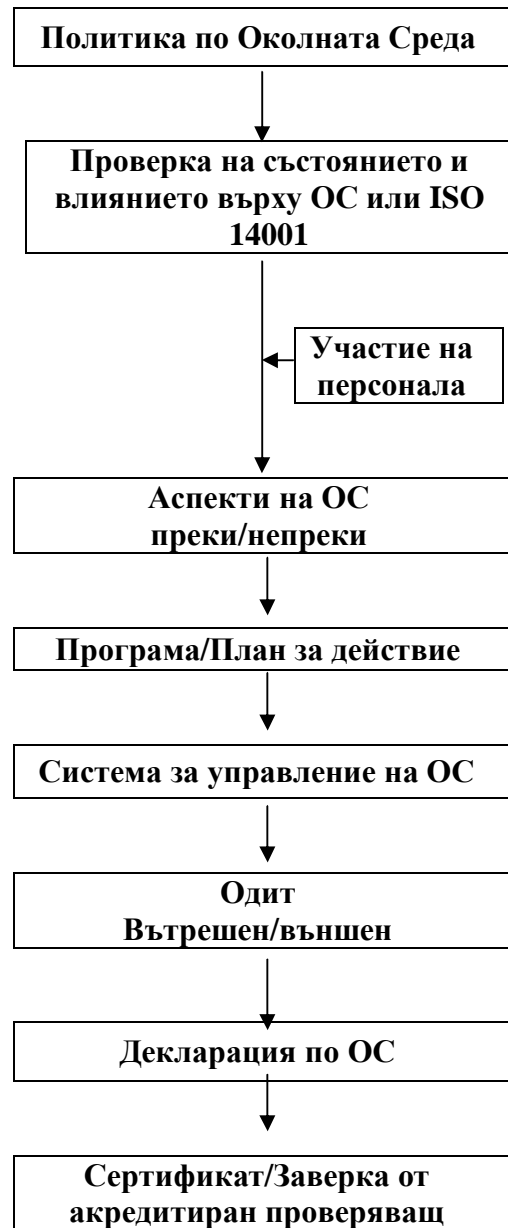 Политика по Околната Среда
Проверка на състоянието и
влиянието върху ОС или ISO
14001
Участие на
персонала
Аспекти на ОС
преки/непреки
Програма/План за действие
Система за управление на ОС
Одит
Вътрешен/външен
Декларация по ОС
Сертификат/Заверка от
акредитиран проверяващ